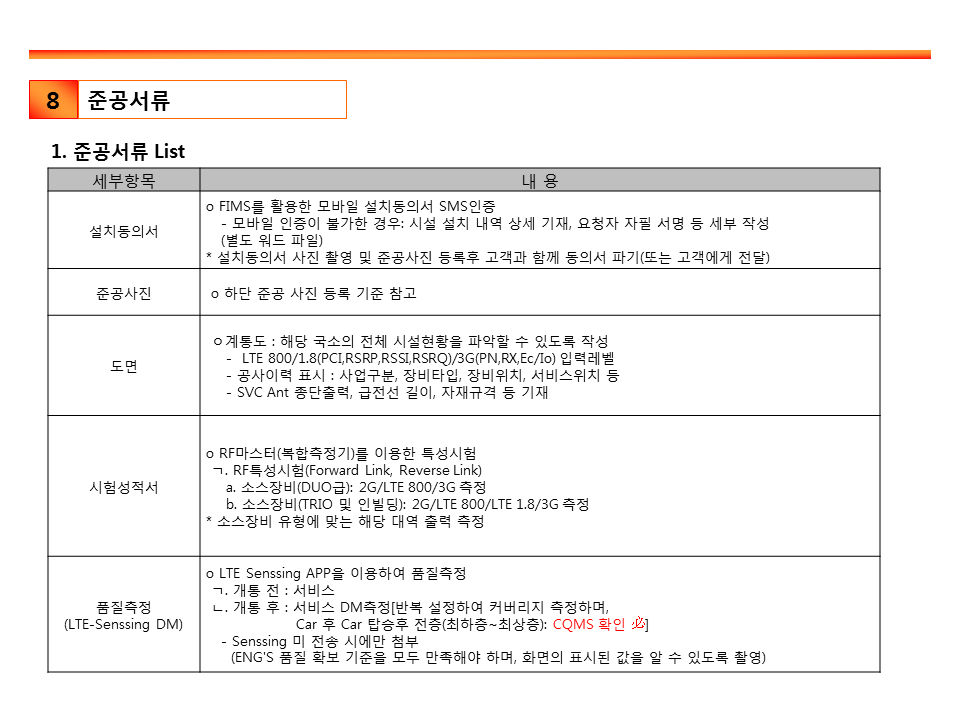 8 준공서류
1. 준공서류 List
세부항목 내 용
설치동의서
o FIMS를 활용한 모바일 설치동의서 SMS인증
- 모바일 인증이 불가한 경우: 시설 설치 내역 상세 기재, 요청자 자필 서명 등 세부 작성
(별도 워드 파일)
* 설치동의서 사진 촬영 및 준공사진 등록후 고객과 함께 동의서 파기(또는 고객에게 전달)
준공사진
o 하단 준공 사진 등록 기준 참고
도면
ㅇ계통도 : 해당 국소의 전체 시설현황을 파악할 수 있도록 작성
- LTE 800/1.8(PCI,RSRP,RSSI,RSRQ)/3G(PN,RX,Ec/Io) 입력레벨
- 공사이력 표시 : 사업구분, 장비타입, 장비위치, 서비스위치 등
- SVC Ant 종단출력, 급전선 길이, 자재규격 등 기재
시험성적서
o RF마스터(복합측정기)를 이용한 특성시험
ㄱ. RF특성시험(Forward Link, Reverse Link)
a. 소스장비(DUO급): 2G/LTE 800/3G 측정
b. 소스장비(TRIO 및 인빌딩): 2G/LTE 800/LTE 1.8/3G 측정
* 소스장비 유형에 맞는 해당 대역 출력 측정
품질측정
(LTE-Senssing DM)
o LTE Senssing APP을 이용하여 품질측정
ㄱ. 개통 전 : 서비스
ㄴ. 개통 후 : 서비스 DM측정[반복 설정하여 커버리지 측정하며,
Car 후 Car 탑승후 전층(최하층~최상층): CQMS 확인 必]
- Senssing 미 전송 시에만 첨부
(ENG'S 품질 확보 기준을 모두 만족해야 하며, 화면의 표시된 값을 알 수 있도록 촬영)